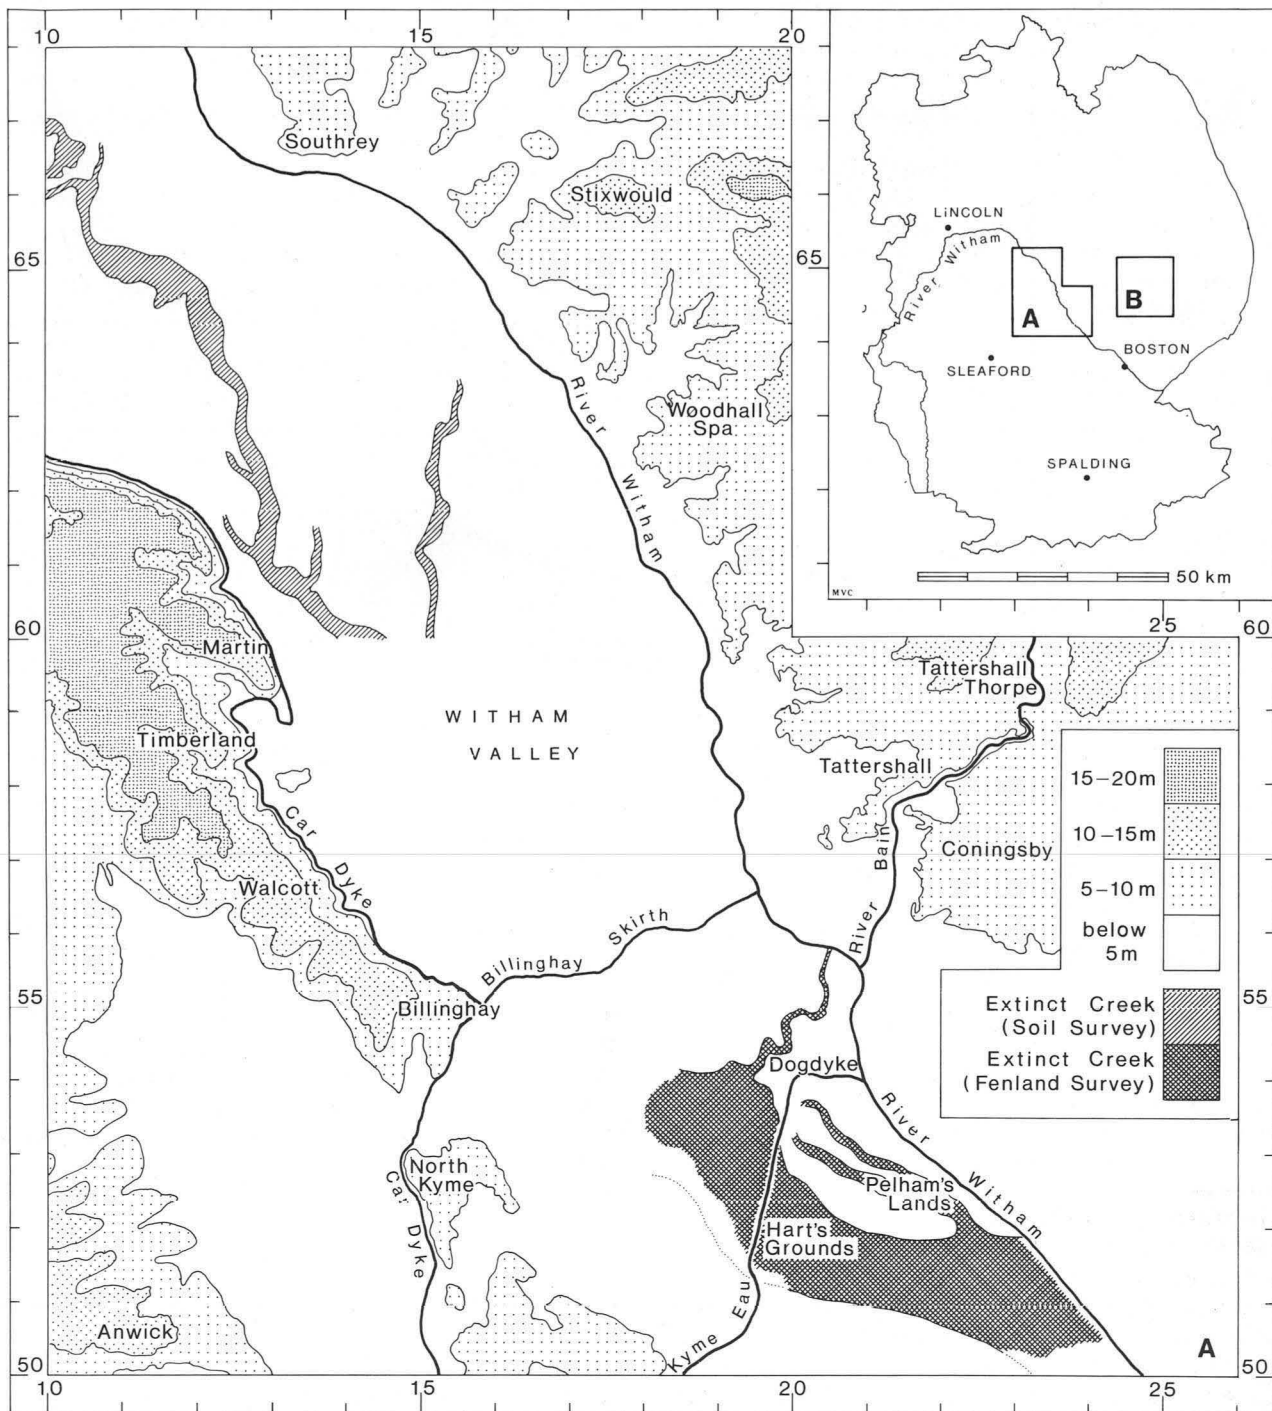 10
15
20
Southrey
Stixwould
65
65
LiNCOLN
River Witham
A
B
BOSTON
SLEAFORD
SPALDING
50 km
MVC
25
River Witham
Woodhall
Spa
60
60
Martin
Tattershall
Thorpe
WITHAM
VALLEY
Timberland
Tattershall
15–20m
10–15m
5–10 m
below
5m
Car Dyke
Walcott
River Bain
Coningsby
Billinghay Skirth
Billinghay
55
55
Extinct Creek
(Soil Survey)
Extinct Creek
(Fenland Survey)
Dogdyke
River Witham
North
Kyme
Car Dyke
Pelham's
Lands
Hart's
Grounds
Kyme Eau
Anwick
A
50
50
10
15
20
25